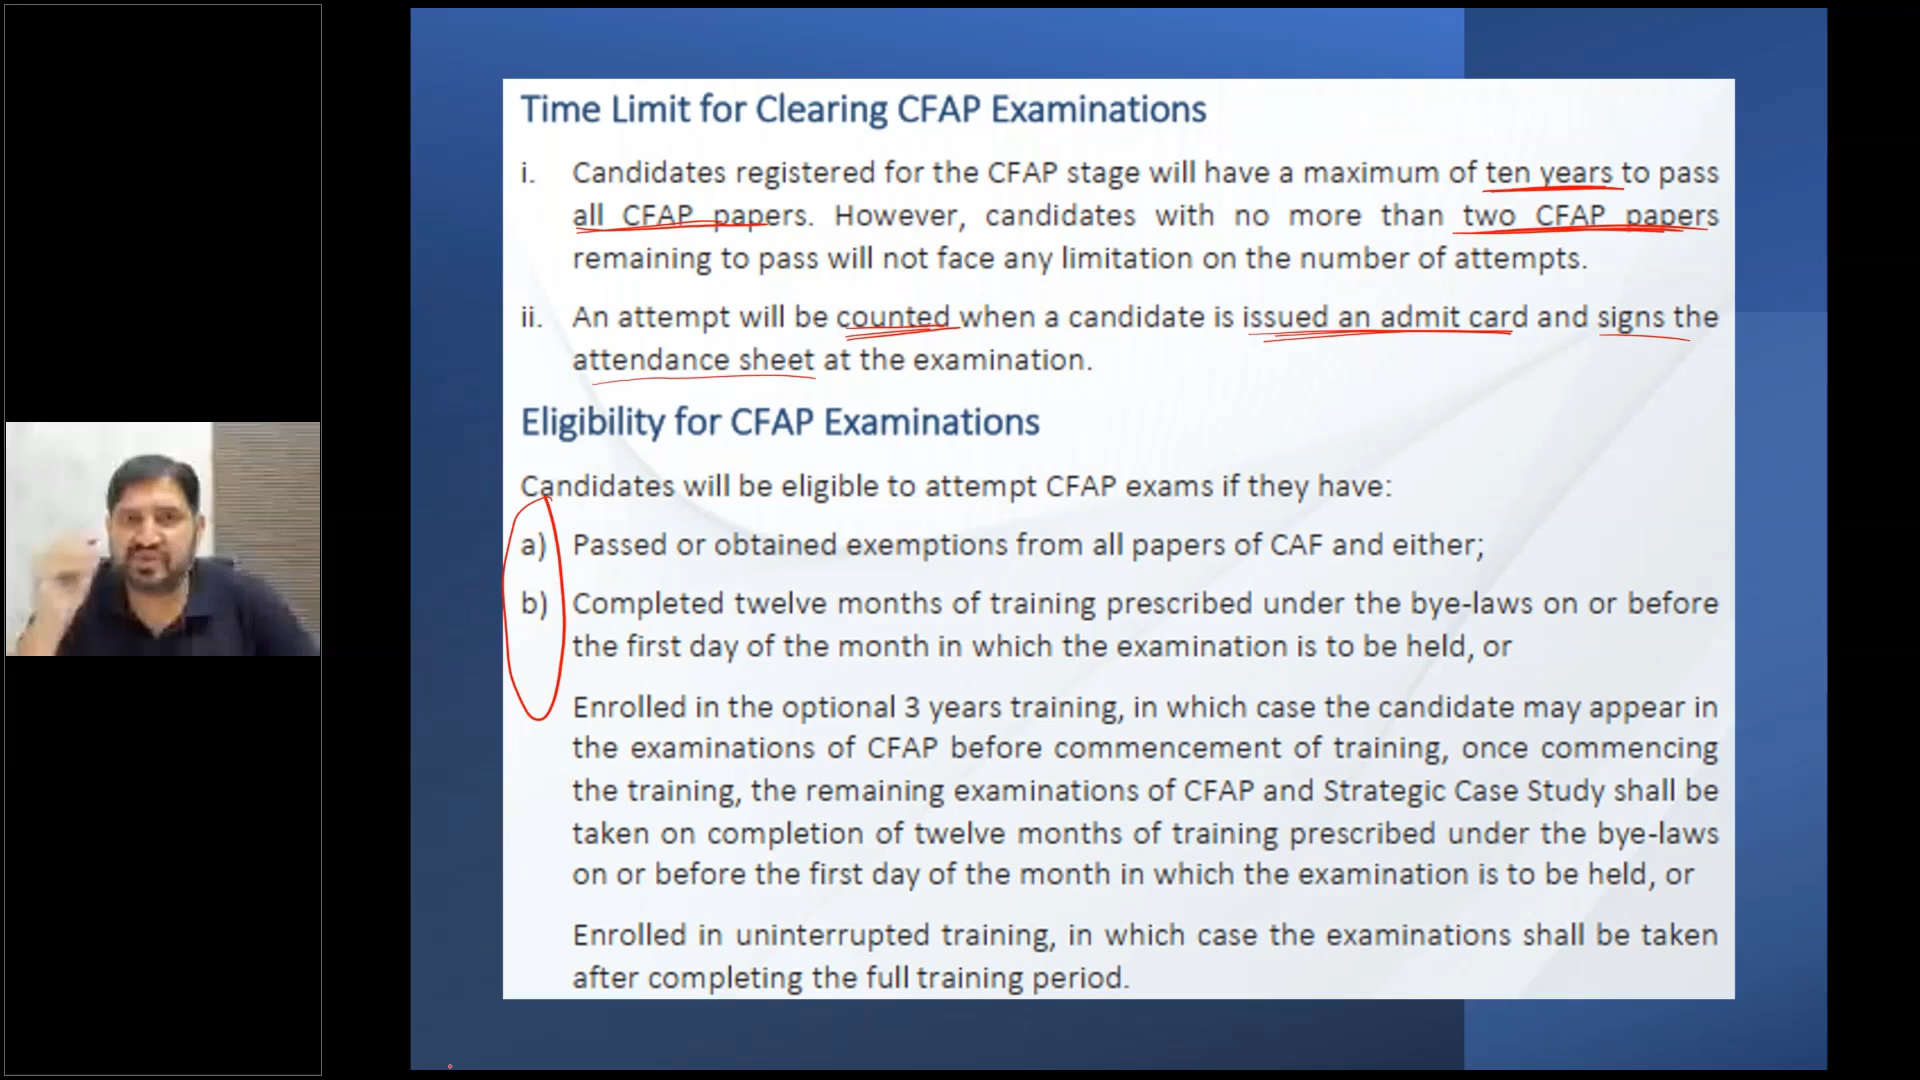 Time Limit for Clearing CFAP Examinations
i. Candidates registered for the CFAP stage will have a maximum of ten years to pass
all CFAP papers. However, candidates with no more than two CFAP papers
remaining to pass will not face any limitation on the number of attempts.
ii. An attempt will be counted when a candidate is issued an admit card and signs the
attendance sheet at the examination.
Eligibility for CFAP Examinations
Candidates will be eligible to attempt CFAP exams if they have:
a) Passed or obtained exemptions from all papers of CAF and either;
b) Completed twelve months of training prescribed under the bye-laws on or before
the first day of the month in which the examination is to be held, or
Enrolled in the optional 3 years training, in which case the candidate may appear in
the examinations of CFAP before commencement of training, once commencing
the training, the remaining examinations of CFAP and Strategic Case Study shall be
taken on completion of twelve months of training prescribed under the bye-laws
on or before the first day of the month in which the examination is to be held, or
Enrolled in uninterrupted training, in which case the examinations shall be taken
after completing the full training period.